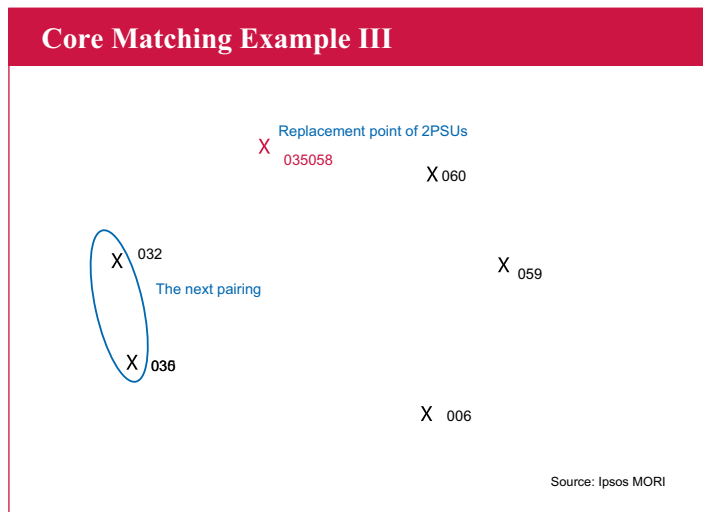 Core Matching Example III
Replacement point of 2PSUs
X
035058
X 060
X 032
X 059
The next pairing
X
X 006
Source: Ipsos MORI